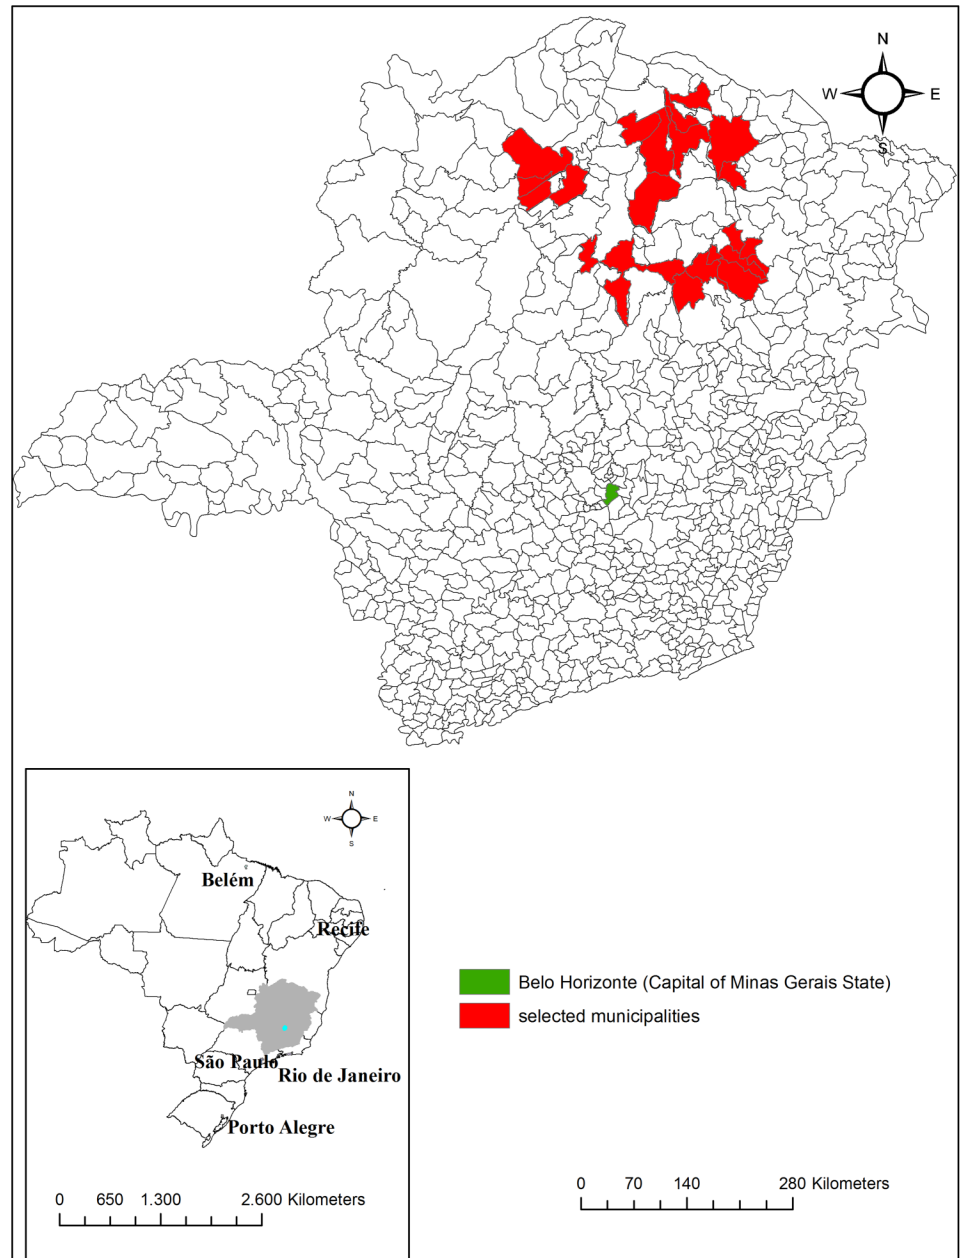 N
W E
S
N
W E
S
Belém
Recife
São Paulo
Rio de Janeiro
Porto Alegre
Belo Horizonte (Capital of Minas Gerais State)
selected municipalities
0 650 1.300 2.600 Kilometers
0 70 140 280 Kilometers